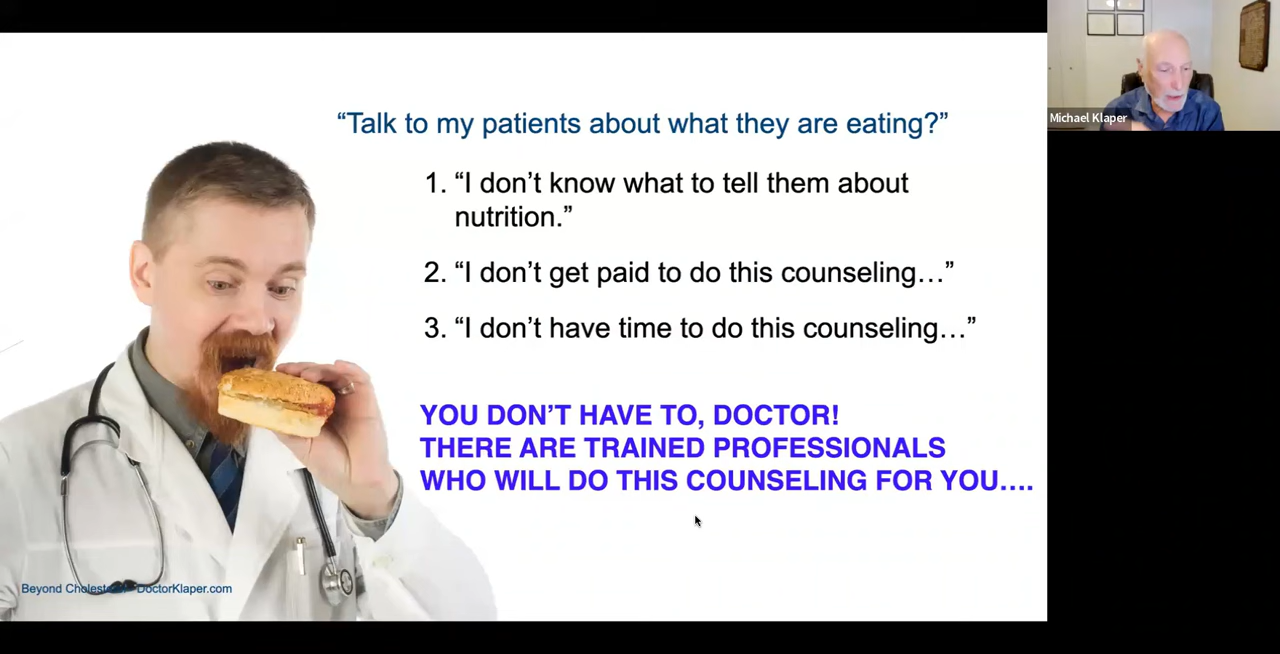 “Talk to my patients about what they are eating?”
1. “I don’t know what to tell them about
nutrition.”
2. “I don’t get paid to do this counseling…”
3. “I don’t have time to do this counseling…”
YOU DON’T HAVE TO, DOCTOR!
THERE ARE TRAINED PROFESSIONALS
WHO WILL DO THIS COUNSELING FOR YOU….
Beyond DoctorKlaper.com
Michael Klaper